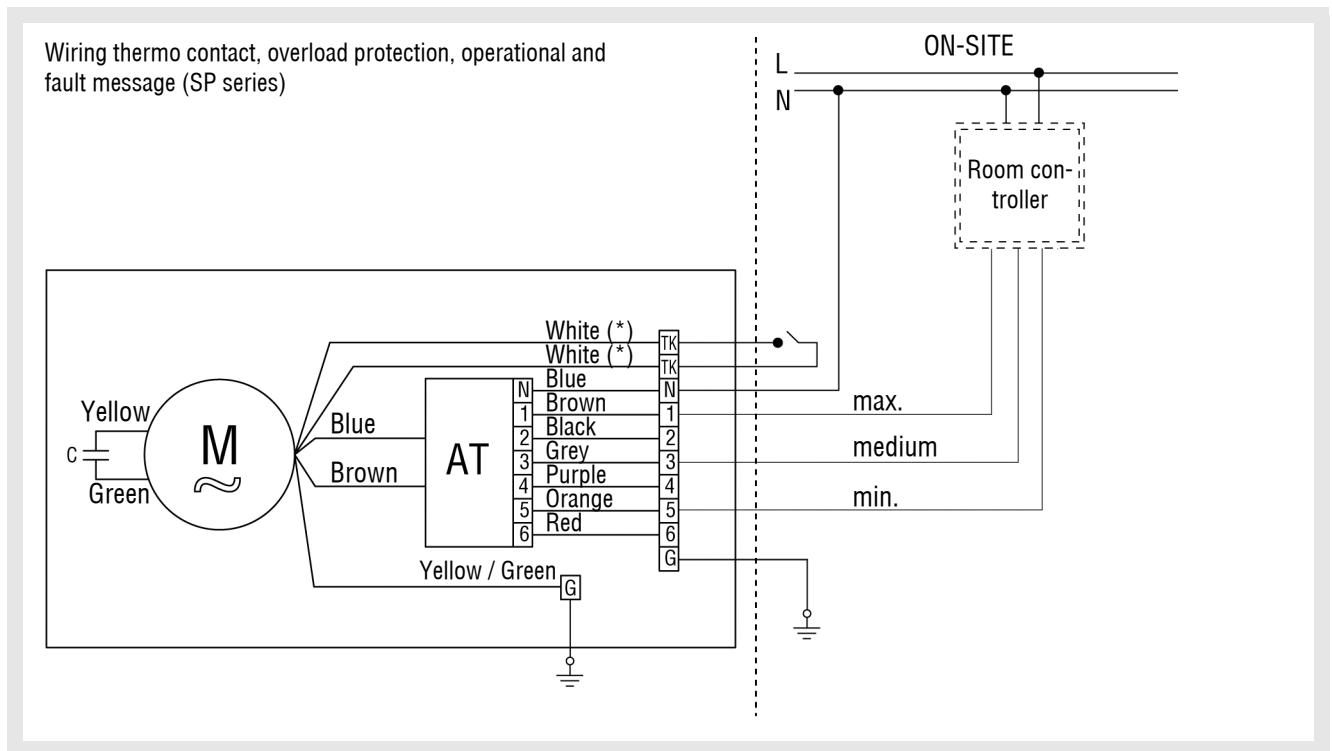 Wiring thermo contact, overload protection, operational and
fault message (SP series)
ON-SITE
L
N
Room con-
troller
White (*)
TK
White (*)
TK
N
Blue
N
1
Brown
1
max.
2
Black
2
3
Grey
3
medium
4
Purple
4
5
Orange
5
min.
6
Red
6
G
Yellow
C
Green
M
Blue
Brown
AT
Yellow / Green
G